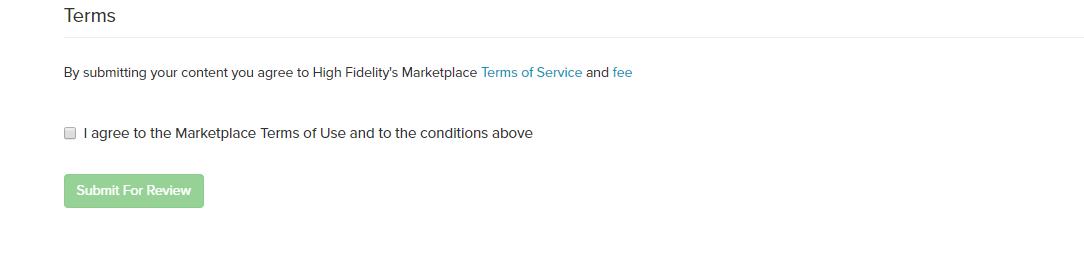 Terms
By submitting your content you agree to High Fidelity's Marketplace Terms of Service and fee
I agree to the Marketplace Terms of Use and to the conditions above
Submit For Review